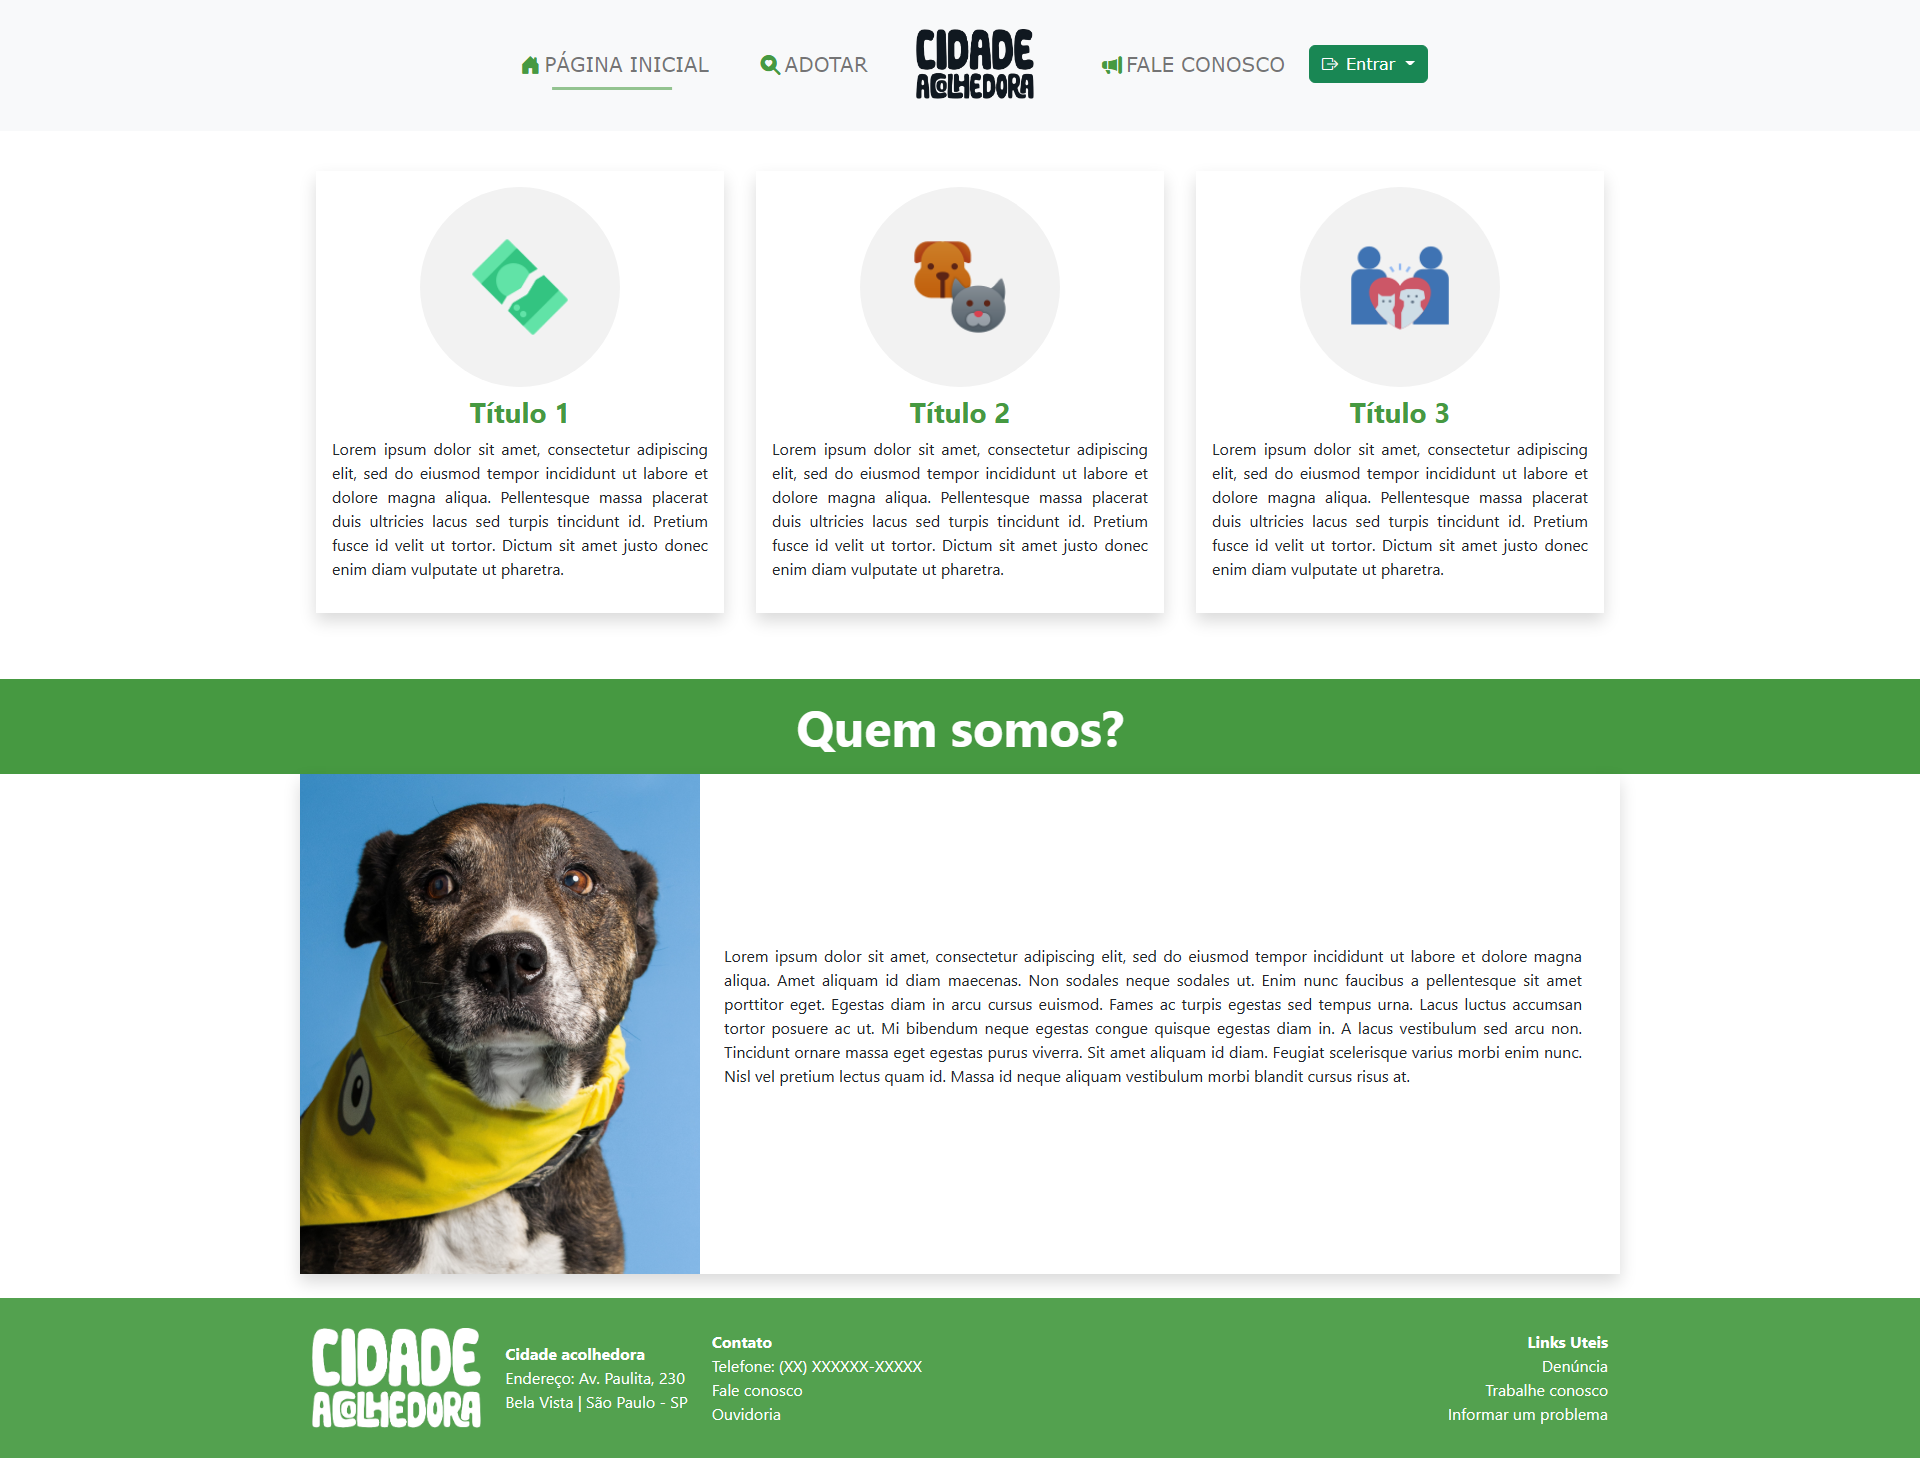 PÁGINA INICIAL
ADOTAR
CIDADE
ACOLHEDORA
FALE CONOSCO
Entrar
Título 1
Lorem ipsum dolor sit amet, consectetur adipiscing
elit, sed do eiusmod tempor incididunt ut labore et
dolore magna aliqua. Pellentesque massa placerat
duis ultricies lacus sed turpis tincidunt id. Pretium
fusce id velit ut tortor. Dictum sit amet justo donec
enim diam vulputate ut pharetra.
Título 2
Lorem ipsum dolor sit amet, consectetur adipiscing
elit, sed do eiusmod tempor incididunt ut labore et
dolore magna aliqua. Pellentesque massa placerat
duis ultricies lacus sed turpis tincidunt id. Pretium
fusce id velit ut tortor. Dictum sit amet justo donec
enim diam vulputate ut pharetra.
Título 3
Lorem ipsum dolor sit amet, consectetur adipiscing
elit, sed do eiusmod tempor incididunt ut labore et
dolore magna aliqua. Pellentesque massa placerat
duis ultricies lacus sed turpis tincidunt id. Pretium
fusce id velit ut tortor. Dictum sit amet justo donec
enim diam vulputate ut pharetra.
Quem somos?
Lorem ipsum dolor sit amet, consectetur adipiscing elit, sed do eiusmod tempor incididunt ut labore et dolore magna
aliqua. Amet aliquam id diam maecenas. Non sodales neque sodales ut. Enim nunc faucibus a pellentesque sit amet
porttitor eget. Egestas diam in arcu cursus euismod. Fames ac turpis egestas sed tempus urna. Lacus luctus accumsan
tortor posuere ac ut. Mi bibendum neque egestas congue quisque egestas diam in. A lacus vestibulum sed arcu non.
Tincidunt ornare massa eget egestas purus viverra. Sit amet aliquam id diam. Feugiat scelerisque varius morbi enim nunc.
Nisl vel pretium lectus quam id. Massa id neque aliquam vestibulum morbi blandit cursus risus at.
CIDADE
ACOLHEDORA
Cidade acolhedora
Endereço: Av. Paulita, 230
Bela Vista | São Paulo - SP
Contato
Telefone: (XX) XXXXXX-XXXXX
Fale conosco
Ouvidoria
Links Uteis
Denúncia
Trabalhe conosco
Informar um problema